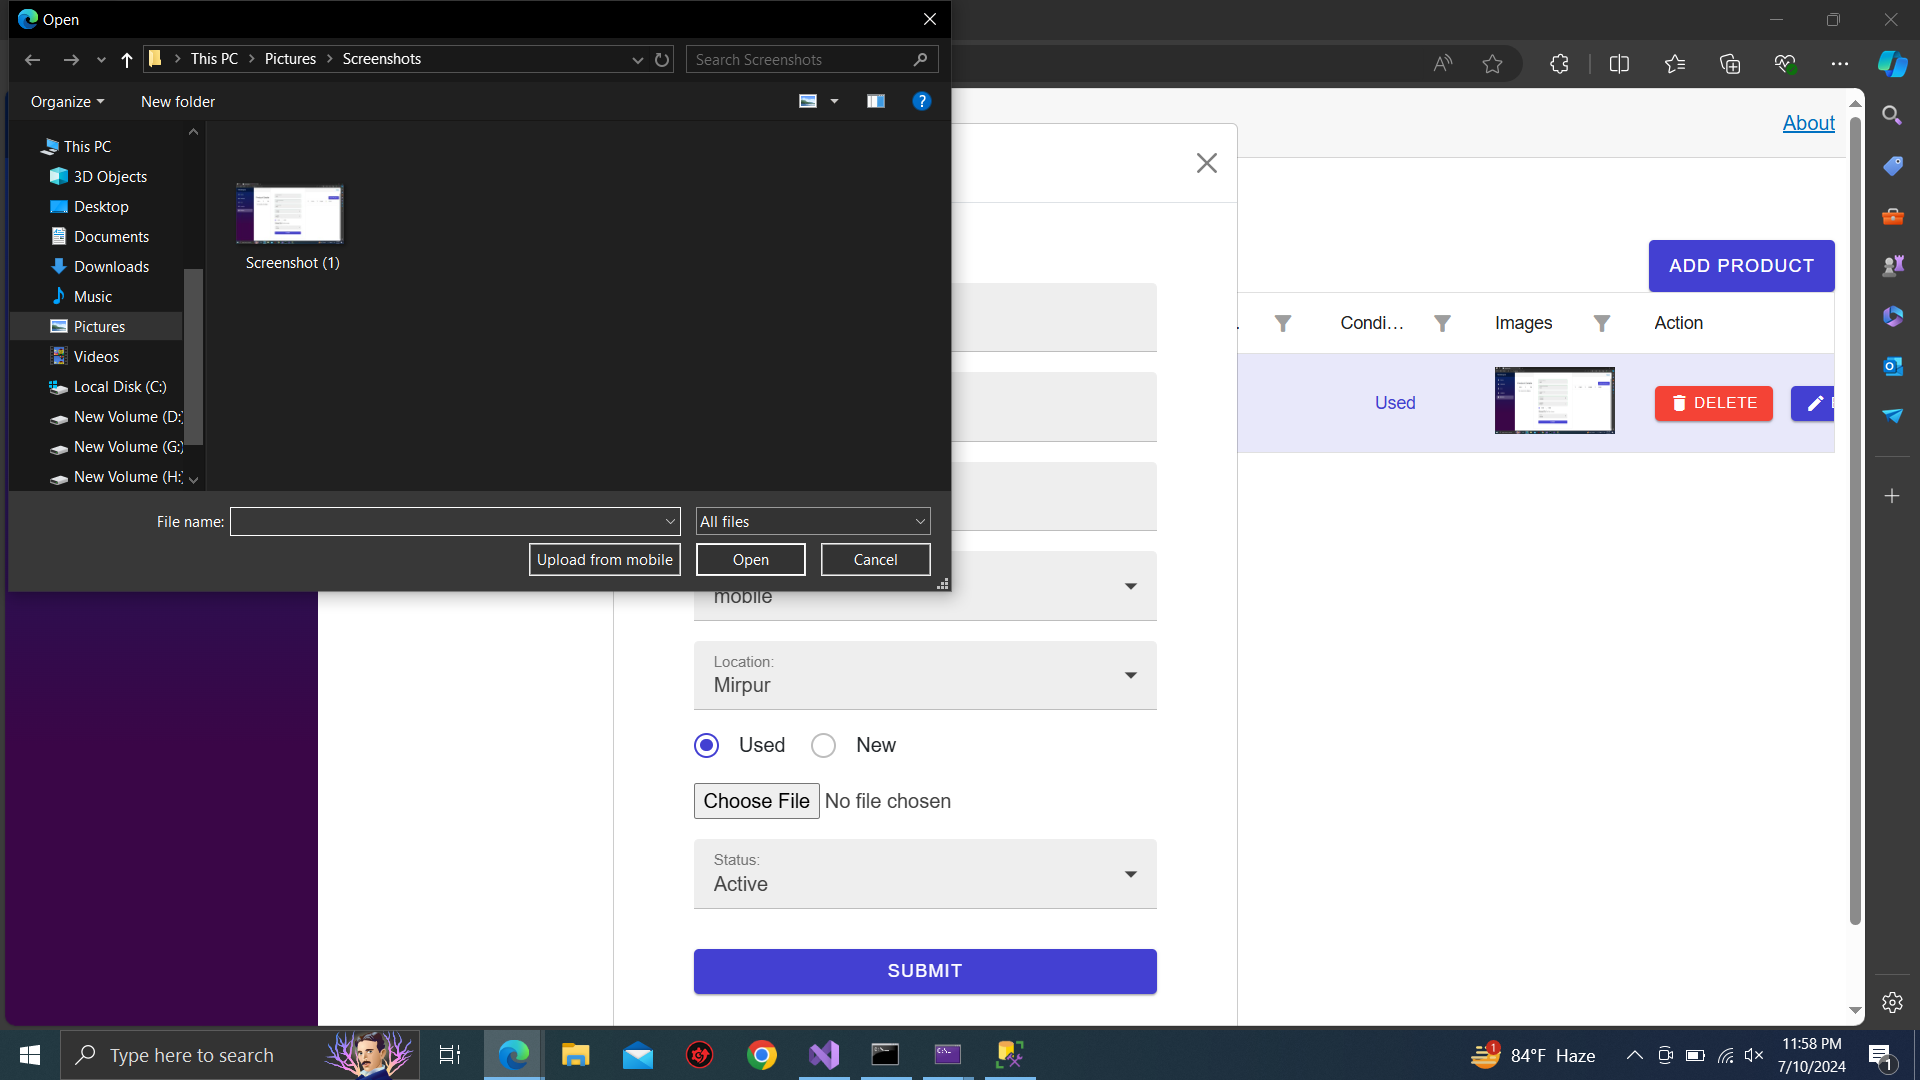 Open
This PC
Pictures
Screenshots
Search Screenshots
Organize
New folder
This PC
3D Objects
Desktop
Documents
Downloads
Music
Pictures
Videos
Local Disk (C:)
New Volume (D:
New Volume (G:)
New Volume (H:
Screenshot (1)
File name:
All files
Upload from mobile
Open
Cancel
About
ADD PRODUCT
Condi...
Images
Action
Used
DELETE
mobile
Location:
Mirpur
Used
New
Choose File No file chosen
Status:
Active
SUBMIT
Type here to search
84°F Haze
11:58 PM
7/10/2024
1
1